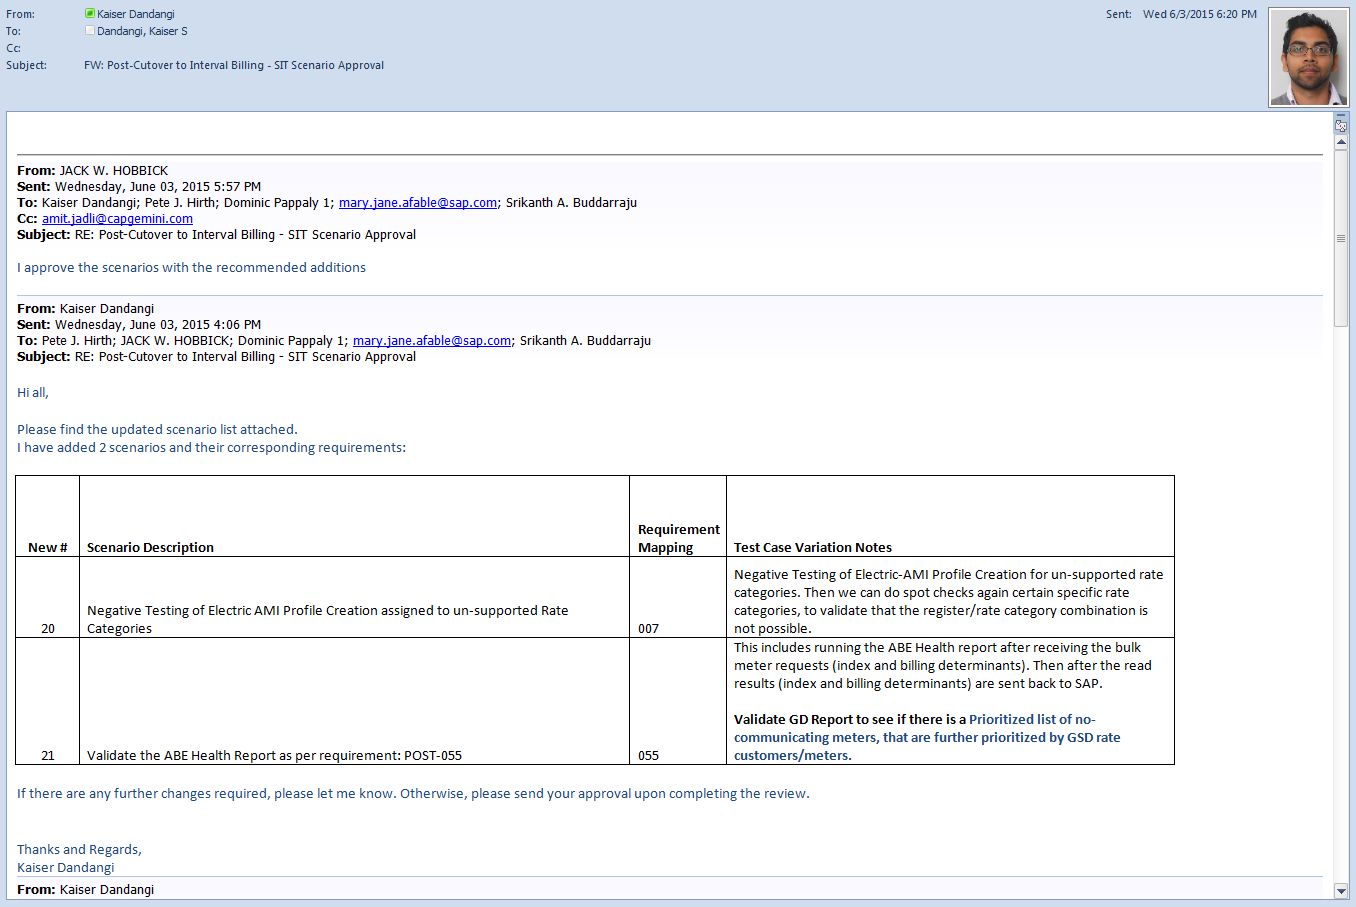 From: Kaiser Dandangi
Sent: Wed 6/3/2015 6:20 PM
To: Dandangi, Kaiser S
Cc:
Subject: FW: Post-Cutover to Interval Billing - SIT Scenario Approval
From: JACK W. HOBBICK
Sent: Wednesday, June 03, 2015 5:57 PM
To: Kaiser Dandangi; Pete J. Hirth; Dominic Pappaly 1; mary.jane.afable@sap.com; Srikanth A. Buddarraju
Cc: amit.jadli@capgemini.com
Subject: RE: Post-Cutover to Interval Billing - SIT Scenario Approval
I approve the scenarios with the recommended additions
From: Kaiser Dandangi
Sent: Wednesday, June 03, 2015 4:06 PM
To: Pete J. Hirth; JACK W. HOBBICK; Dominic Pappaly 1; mary.jane.afable@sap.com; Srikanth A. Buddarraju
Subject: RE: Post-Cutover to Interval Billing - SIT Scenario Approval
Hi all,
Please find the updated scenario list attached.
I have added 2 scenarios and their corresponding requirements:
New #
Scenario Description
Requirement
Mapping
Test Case Variation Notes
20
Negative Testing of Electric AMI Profile Creation assigned to un-supported Rate
Categories
007
Negative Testing of Electric-AMI Profile Creation for un-supported rate
categories. Then we can do spot checks again certain specific rate
categories, to validate that the register/rate category combination is
not possible.
21
Validate the ABE Health Report as per requirement: POST-055
055
This includes running the ABE Health report after receiving the bulk
meter requests (index and billing determinants). Then after the read
results (index and billing determinants) are sent back to SAP.
Validate GD Report to see if there is a Prioritized list of no-
communicating meters, that are further prioritized by GSD rate
customers/meters.
If there are any further changes required, please let me know. Otherwise, please send your approval upon completing the review.
Thanks and Regards,
Kaiser Dandangi
From: Kaiser Dandangi